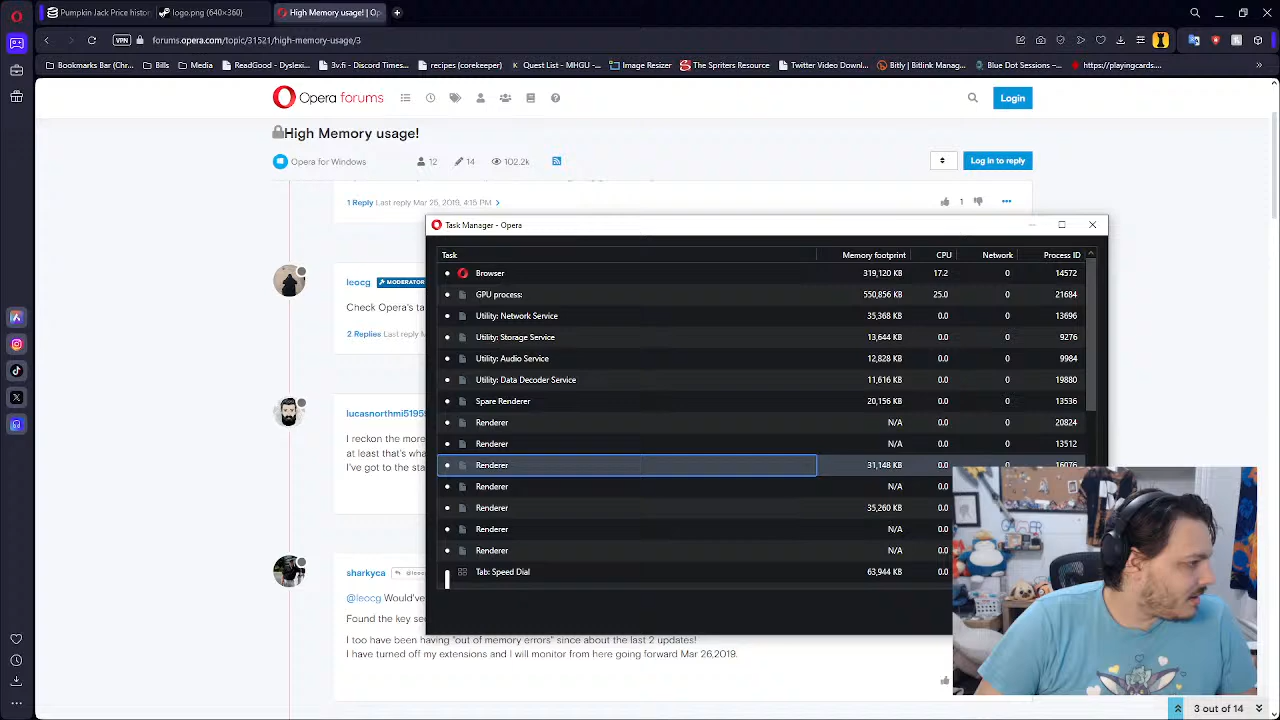 Pumpkin Jack Price histor
logo.png (640×360)
High Memory usage! | Op
VPN
forums.opera.com/topic/31521/high-memory-usage/3
Bookmarks Bar (Chr...
Bills
Media
ReadGood - Dyslexi...
3v.fi - Discord Times...
recipes (corekeeper)
Quest List - MHGU -...
Image Resizer
The Spriters Resource
Twitter Video Down...
Bitly | Bitlink Manag...
Blue Dot Sessions –...
https://playingcards...
Opera forums
Login
High Memory usage!
Opera for Windows
12
14
102.2k
Log in to reply
1 Reply Last reply Mar 25, 2019, 4:15 PM
1
Task Manager - Opera
Task Memory footprint CPU Network Process ID
Browser 319,120 KB 17.2 0 14572
GPU process: 550,856 KB 25.0 0 21684
Utility: Network Service 35,368 KB 0.0 0 13696
Utility: Storage Service 13,644 KB 0.0 0 9276
Utility: Audio Service 12,828 KB 0.0 0 9984
Utility: Data Decoder Service 11,616 KB 0.0 0 19880
Spare Renderer 20,156 KB 0.0 0 13536
Renderer N/A 0.0 0 20824
Renderer N/A 0.0 0 13512
Renderer 31,148 KB 0.0 0 16076
Renderer N/A 0.0
Renderer 35,260 KB 0.0
Renderer N/A 0.0
Renderer N/A 0.0
Tab: Speed Dial 63,944 KB 0.0
leocg MODERATOR
Check Opera's ta
2 Replies Last reply
lucasnorthmi5195
I reckon the more
at least that's wha
I've got to the sta
sharkyca @leoc
@leocg Would've
Found the key se
I too have been having "out of memory errors" since about the last 2 updates!
I have turned off my extensions and I will monitor from here going forward Mar 26,2019.
3 out of 14